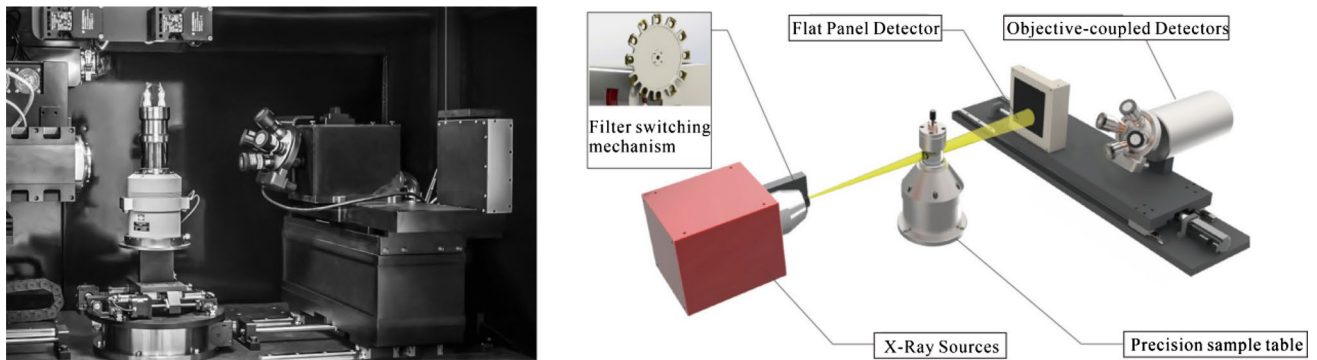 Flat Panel Detector
Objective-coupled Detectors
Filter switching
mechanism
X-Ray Sources
Precision sample table